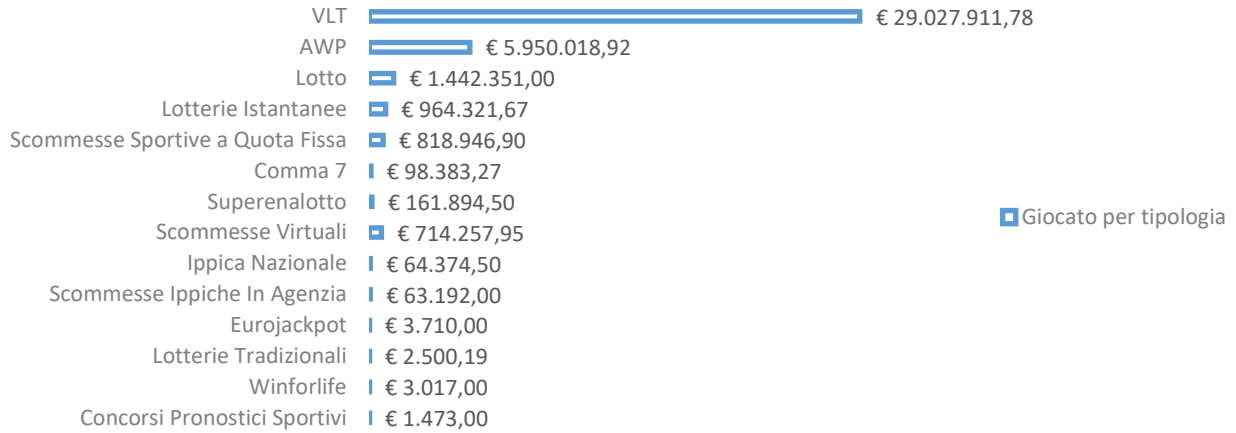 VLT € 29.027.911,78
AWP € 5.950.018,92
Lotto € 1.442.351,00
Lotterie Istantanee € 964.321,67
Scommesse Sportive a Quota Fissa € 818.946,90
Comma 7 € 98.383,27
Superenalotto € 161.894,50
Giocato per tipologia
Scommesse Virtuali € 714.257,95
Ippica Nazionale € 64.374,50
Scommesse Ippiche In Agenzia € 63.192,00
Eurojackpot € 3.710,00
Lotterie Tradizionali € 2.500,19
Winforlife € 3.017,00
Concorsi Pronostici Sportivi € 1.473,00